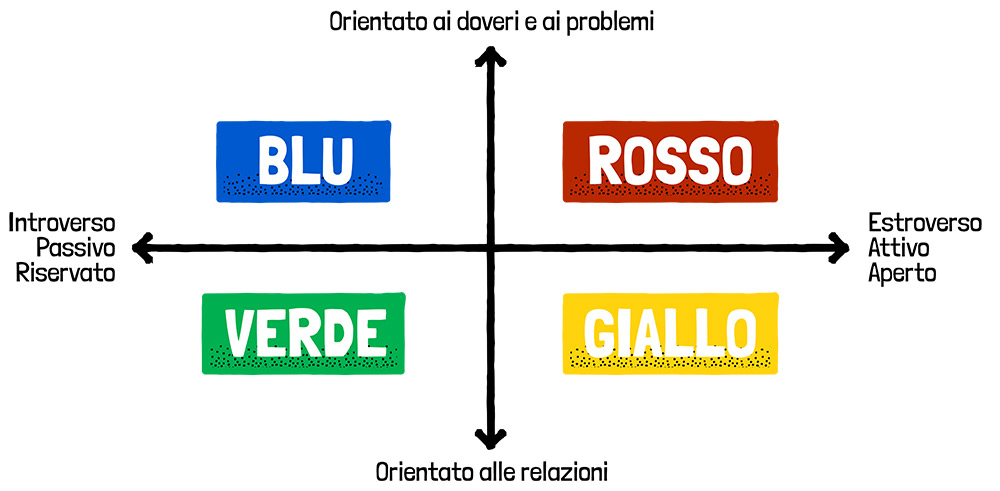 Orientato ai doveri e ai problemi
BLU
ROSSO
Introverso
Passivo
Riservato
Estroverso
Attivo
Aperto
VERDE
GIALLO
Orientato alle relazioni